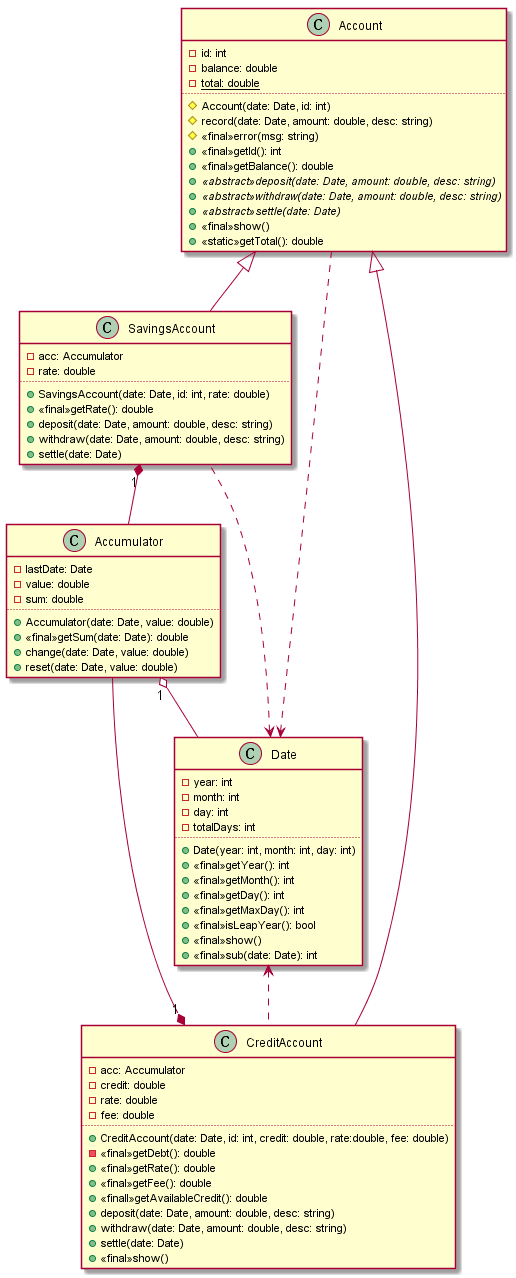 C Account
id: int
balance: double
total: double
Account(date: Date, id: int)
record(date: Date, amount: double, desc: string)
«final»error(msg: string)
«final»getId(): int
«final»getBalance(): double
«abstract»deposit(date: Date, amount: double, desc: string)
«abstract»withdraw(date: Date, amount: double, desc: string)
«abstract»settle(date: Date)
«final»show()
«static»getTotal(): double
C SavingsAccount
acc: Accumulator
rate: double
SavingsAccount(date: Date, id: int, rate: double)
«final»getRate(): double
deposit(date: Date, amount: double, desc: string)
withdraw(date: Date, amount: double, desc: string)
settle(date: Date)
1
C Accumulator
lastDate: Date
value: double
sum: double
Accumulator(date: Date, value: double)
«final»getSum(date: Date): double
change(date: Date, value: double)
reset(date: Date, value: double)
1
C Date
year: int
month: int
day: int
totalDays: int
Date(year: int, month: int, day: int)
«final»getYear(): int
«final»getMonth(): int
«final»getDay(): int
«final»getMaxDay(): int
«final»isLeapYear(): bool
«final»show()
«final»sub(date: Date): int
1
C CreditAccount
acc: Accumulator
credit: double
rate: double
fee: double
CreditAccount(date: Date, id: int, credit: double, rate:double, fee: double)
«final»getDebt(): double
«final»getRate(): double
«final»getFee(): double
«finall»getAvailableCredit(): double
deposit(date: Date, amount: double, desc: string)
withdraw(date: Date, amount: double, desc: string)
settle(date: Date)
«final»show()